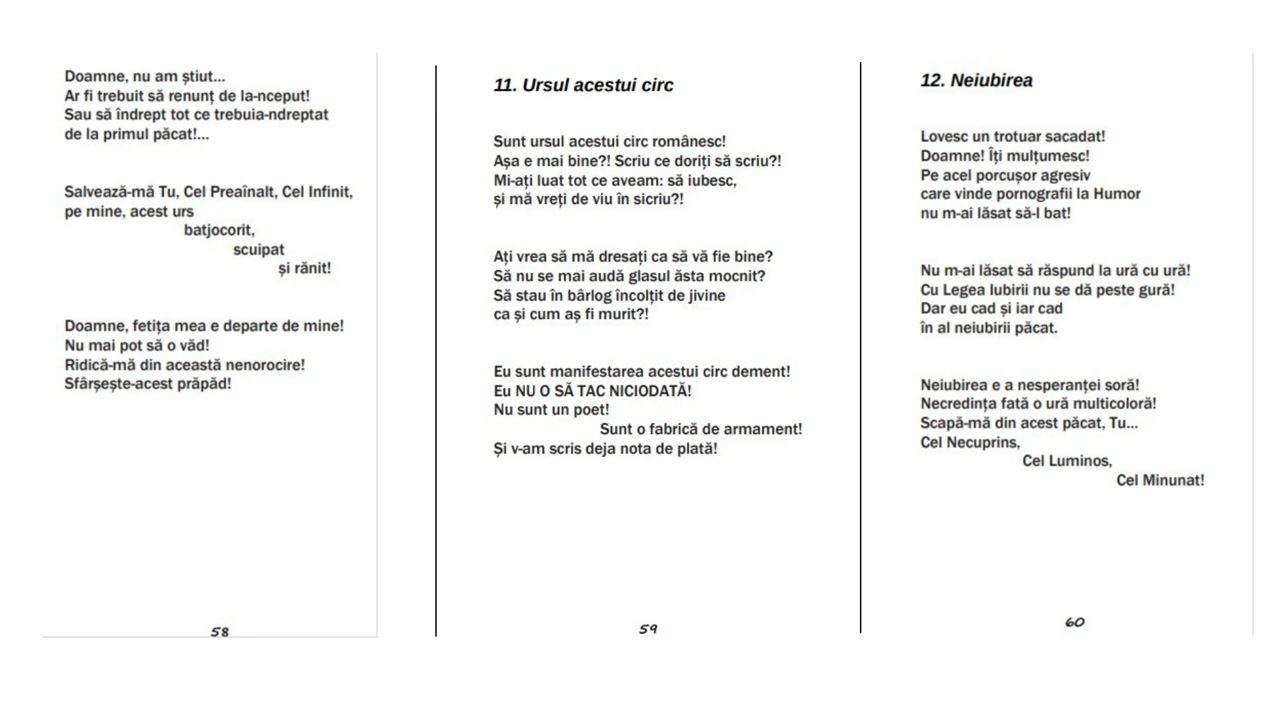 Doamne, nu am știut...
Ar fi trebuit să renunț de la-nceput!
Sau să îndrept tot ce trebuia-ndreptat
de la primul păcat!...
Salvează-mă Tu, Cel Preaînalt, Cel Infinit,
pe mine, acest urs
batjocorit,
scuipat
și rănit!
Doamne, fetița mea e departe de mine!
Nu mai pot să o văd!
Ridică-mă din această nenorocire!
Sfârșește-acest prăpăd!
58
11. Ursul acestui circ
Sunt ursul acestui circ românesc!
Așa e mai bine?! Scriu ce doriți să scriu?!
Mi-ați luat tot ce aveam: să iubesc,
și mă vreți de viu în sicriu?!
Ați vrea să mă dresați ca să vă fie bine?
Să nu se mai audă glasul ăsta mocnit?
Să stau în bârlog încolțit de jivine
ca și cum aș fi murit?!
Eu sunt manifestarea acestui circ dement!
Eu NU O SĂ TAC NICIODATĂ!
Nu sunt un poet!
Sunt o fabrică de armament!
Și v-am scris deja nota de plată!
59
12. Neiubirea
Lovesc un trotuar sacadat!
Doamne! Îți mulțumesc!
Pe acel porcușor agresiv
care vinde pornografii la Humor
nu m-ai lăsat să-l bat!
Nu m-ai lăsat să răspund la ură cu ură!
Cu Legea Iubirii nu se dă peste gură!
Dar eu cad și iar cad
în al neiubirii păcat.
Neiubirea e a nesperanței soră!
Necredința fată o ură multicoloră!
Scapă-mă din acest păcat, Tu...
Cel Necuprins,
Cel Luminos,
Cel Minunat!
60